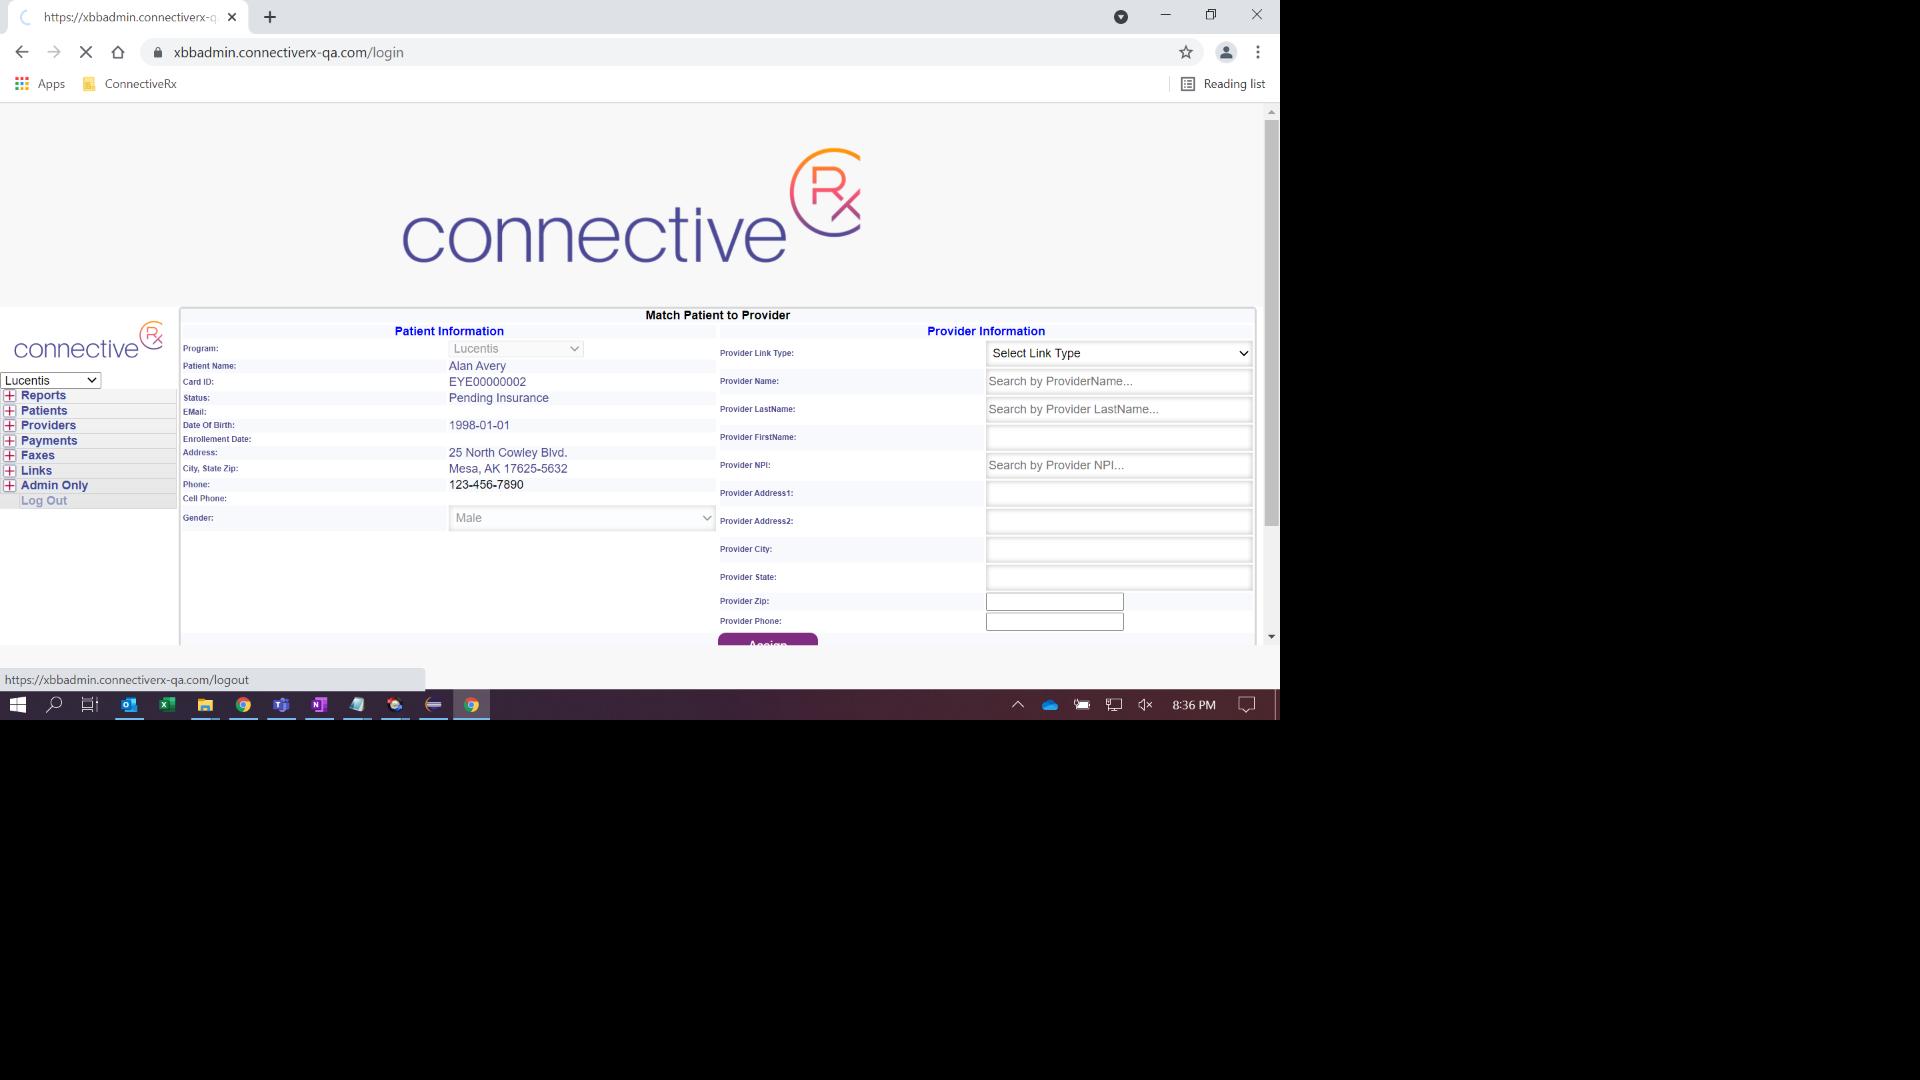 https://xbbadmin.connectiverx-q
xbbadmin.connectiverx-qa.com/login
Apps
ConnectiveRx
Reading list
connective Rx
connective Rx
Lucentis
Reports
Patients
Providers
Payments
Faxes
Links
Admin Only
Log Out
Match Patient to Provider
Patient Information
Program: Lucentis
Patient Name: Alan Avery
Card ID: EYE00000002
Status: Pending Insurance
EMail:
Date Of Birth: 1998-01-01
Enrollement Date:
Address: 25 North Cowley Blvd.
City, State Zip: Mesa, AK 17625-5632
Phone: 123-456-7890
Cell Phone:
Gender: Male
Provider Information
Provider Link Type: Select Link Type
Provider Name: Search by ProviderName...
Provider LastName: Search by Provider LastName...
Provider FirstName:
Provider NPI: Search by Provider NPI...
Provider Address1:
Provider Address2:
Provider City:
Provider State:
Provider Zip:
Provider Phone:
Assign
https://xbbadmin.connectiverx-qa.com/logout
8:36 PM